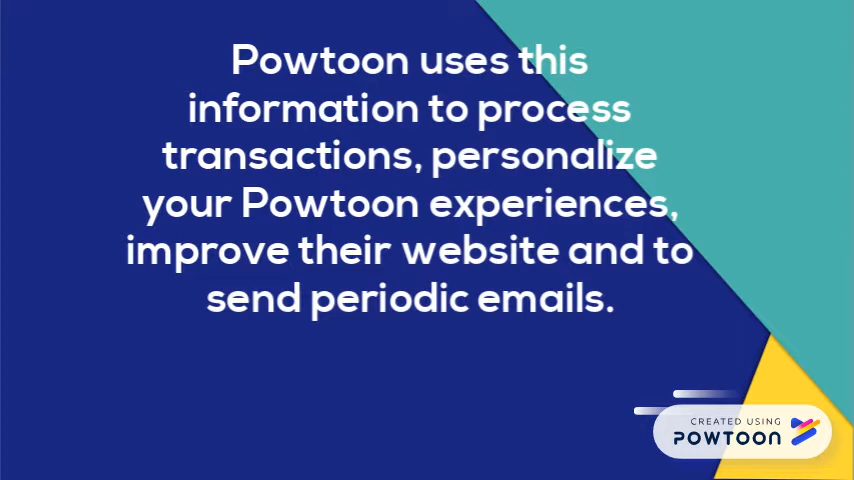 Powtoon uses this
information to process
transactions, personalize
your Powtoon experiences,
improve their website and to
send periodic emails.
CREATED USING
POWTOON